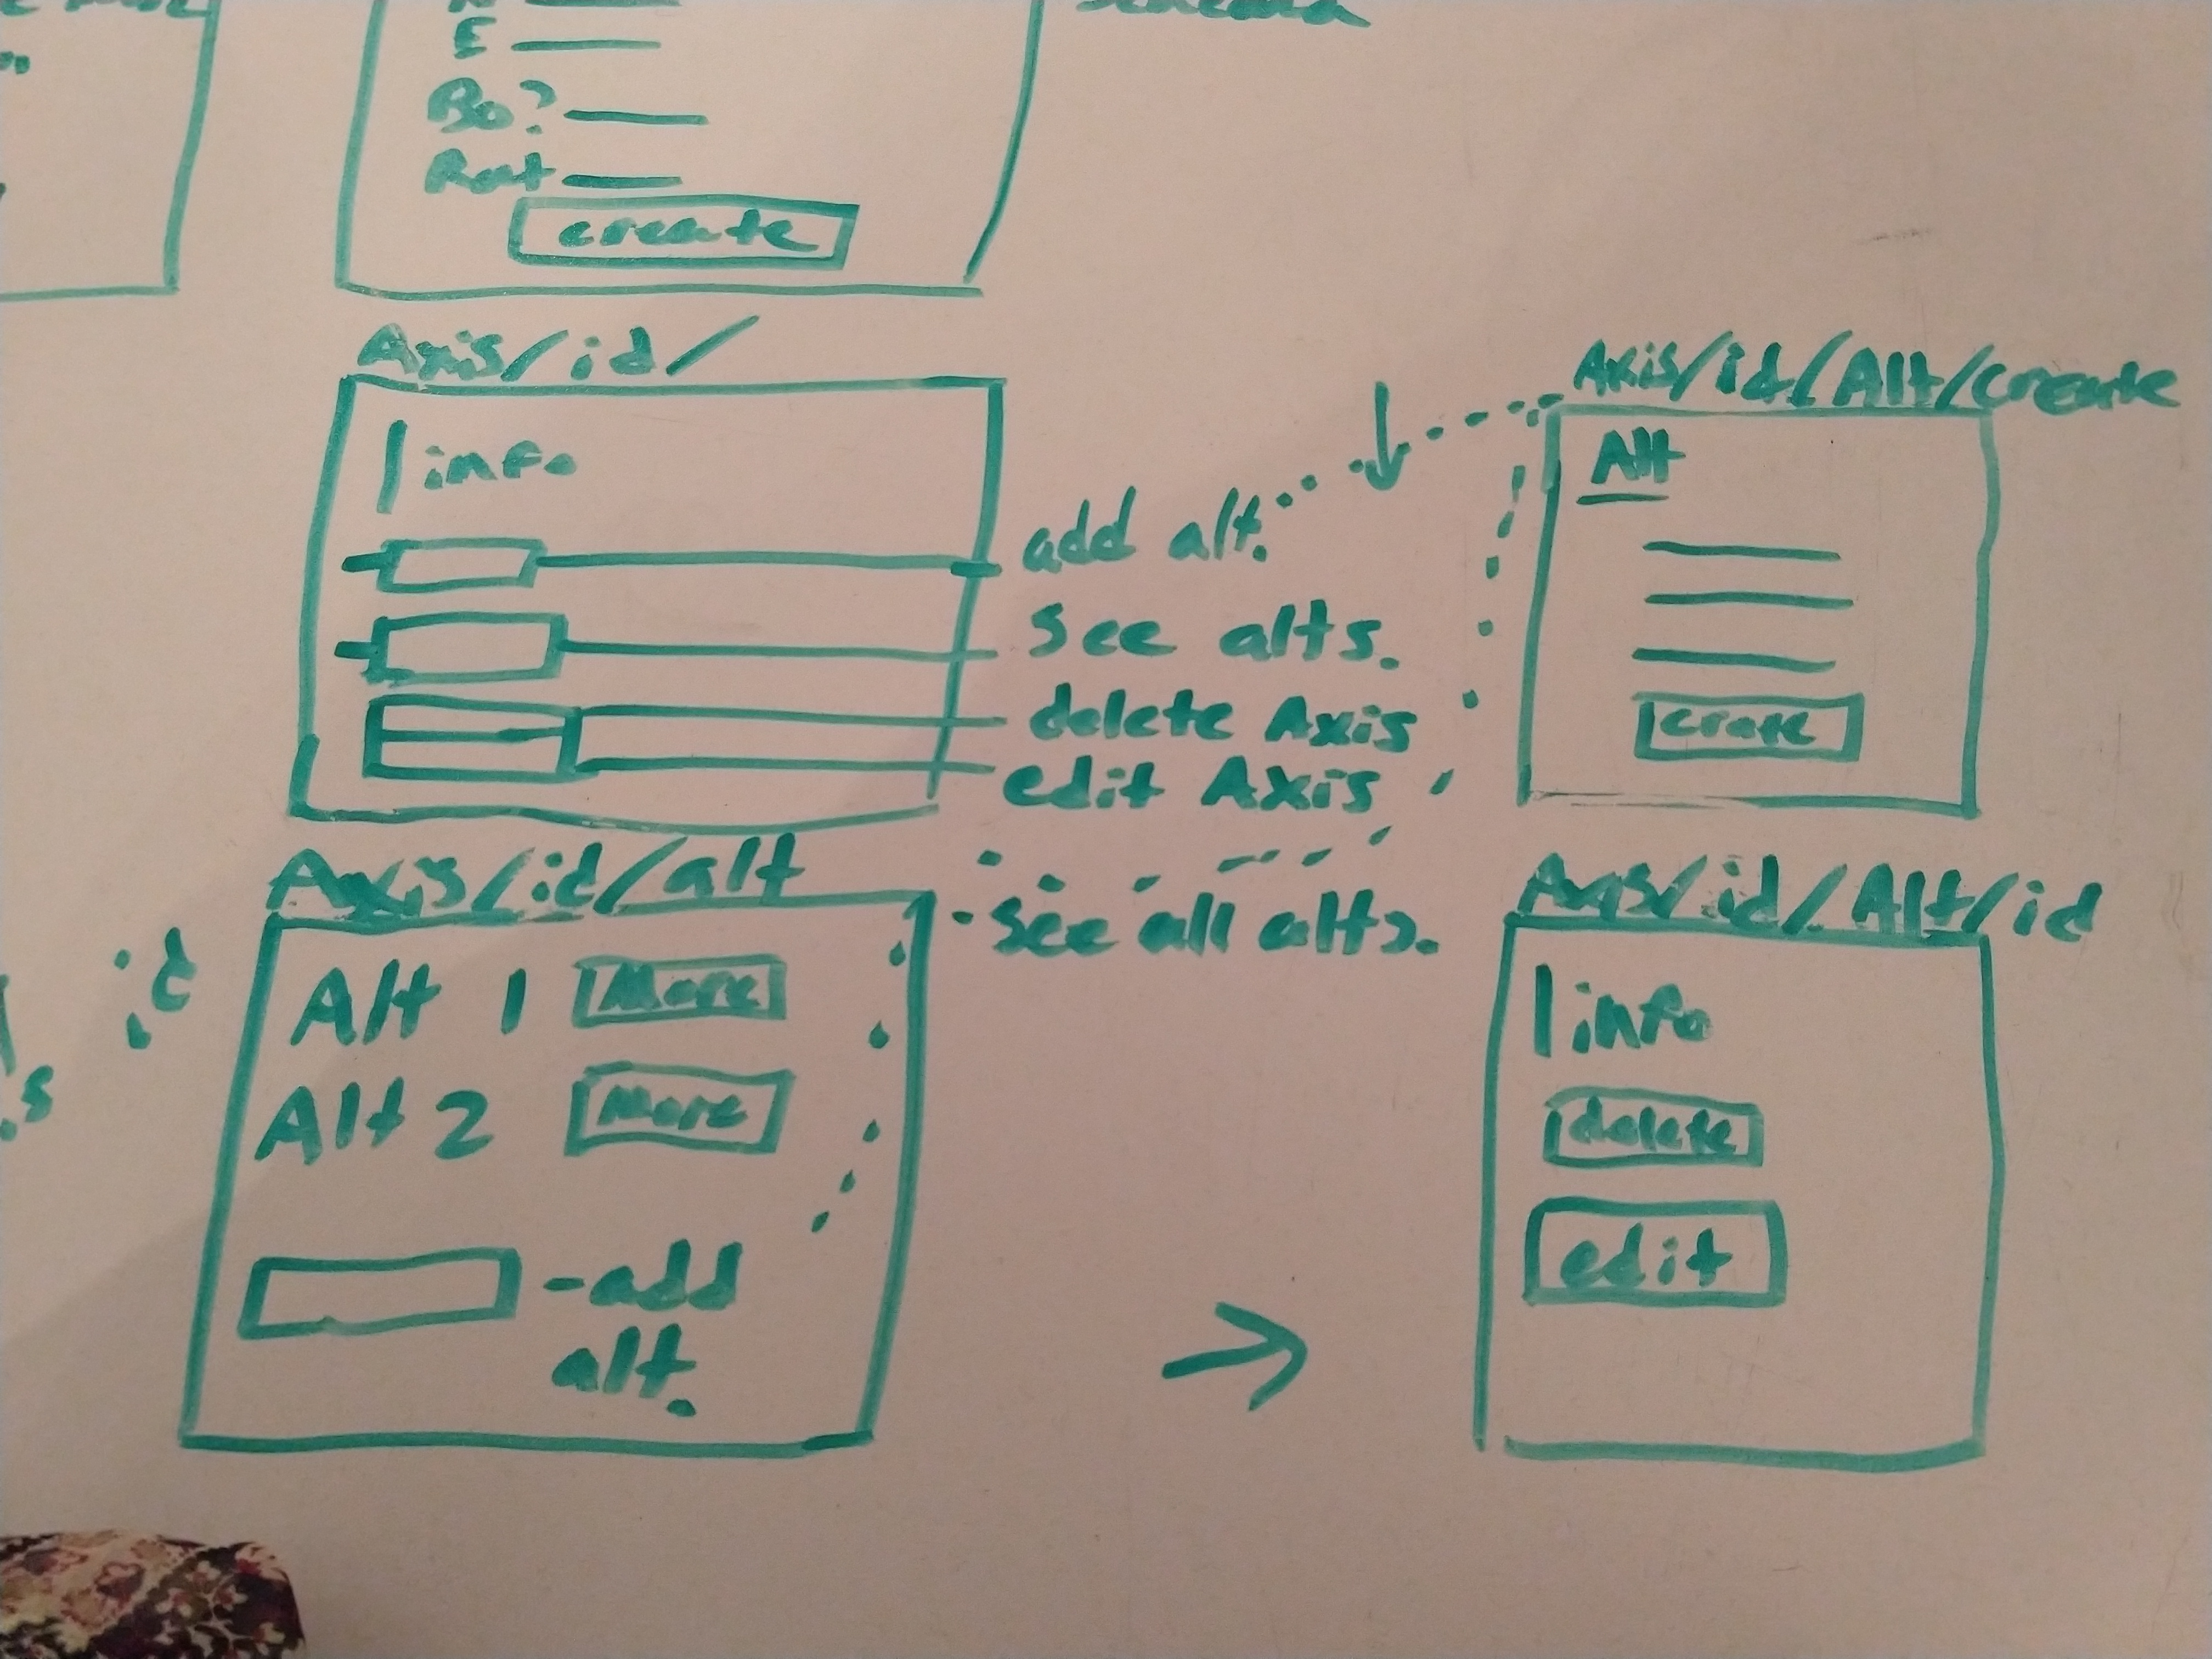 E
Bo?
Rat
create
Axis/id/
info
add alt.
see alts.
delete Axis
edit Axis
Axis/id/Alt/create
Alt
crate
Axis/id/alt
- see all alts.
Alt 1 More
Alt 2 More
- add
alt.
Axis/id/Alt/id
info
delete
edit